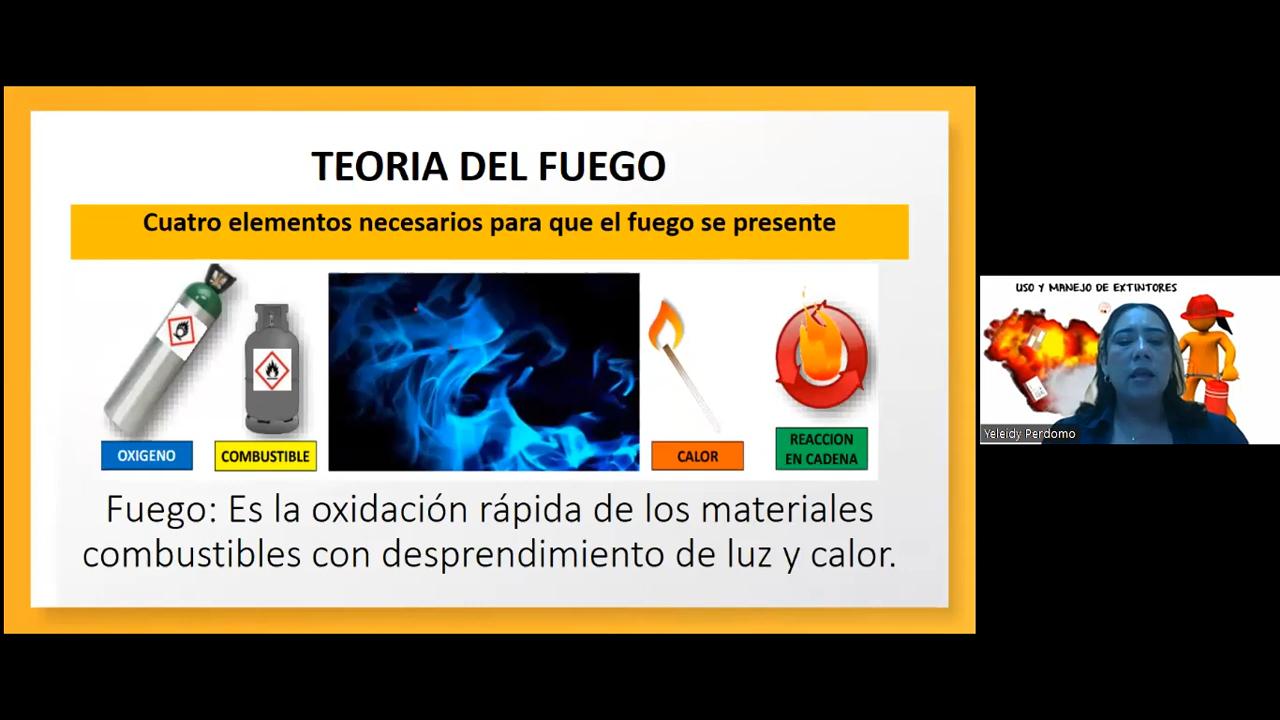 TEORIA DEL FUEGO
Cuatro elementos necesarios para que el fuego se presente
OXIGENO
COMBUSTIBLE
CALOR
REACCION
EN CADENA
Fuego: Es la oxidación rápida de los materiales
combustibles con desprendimiento de luz y calor.
USO Y MANEJO DE EXTINTORES
Yeleidy Perdomo